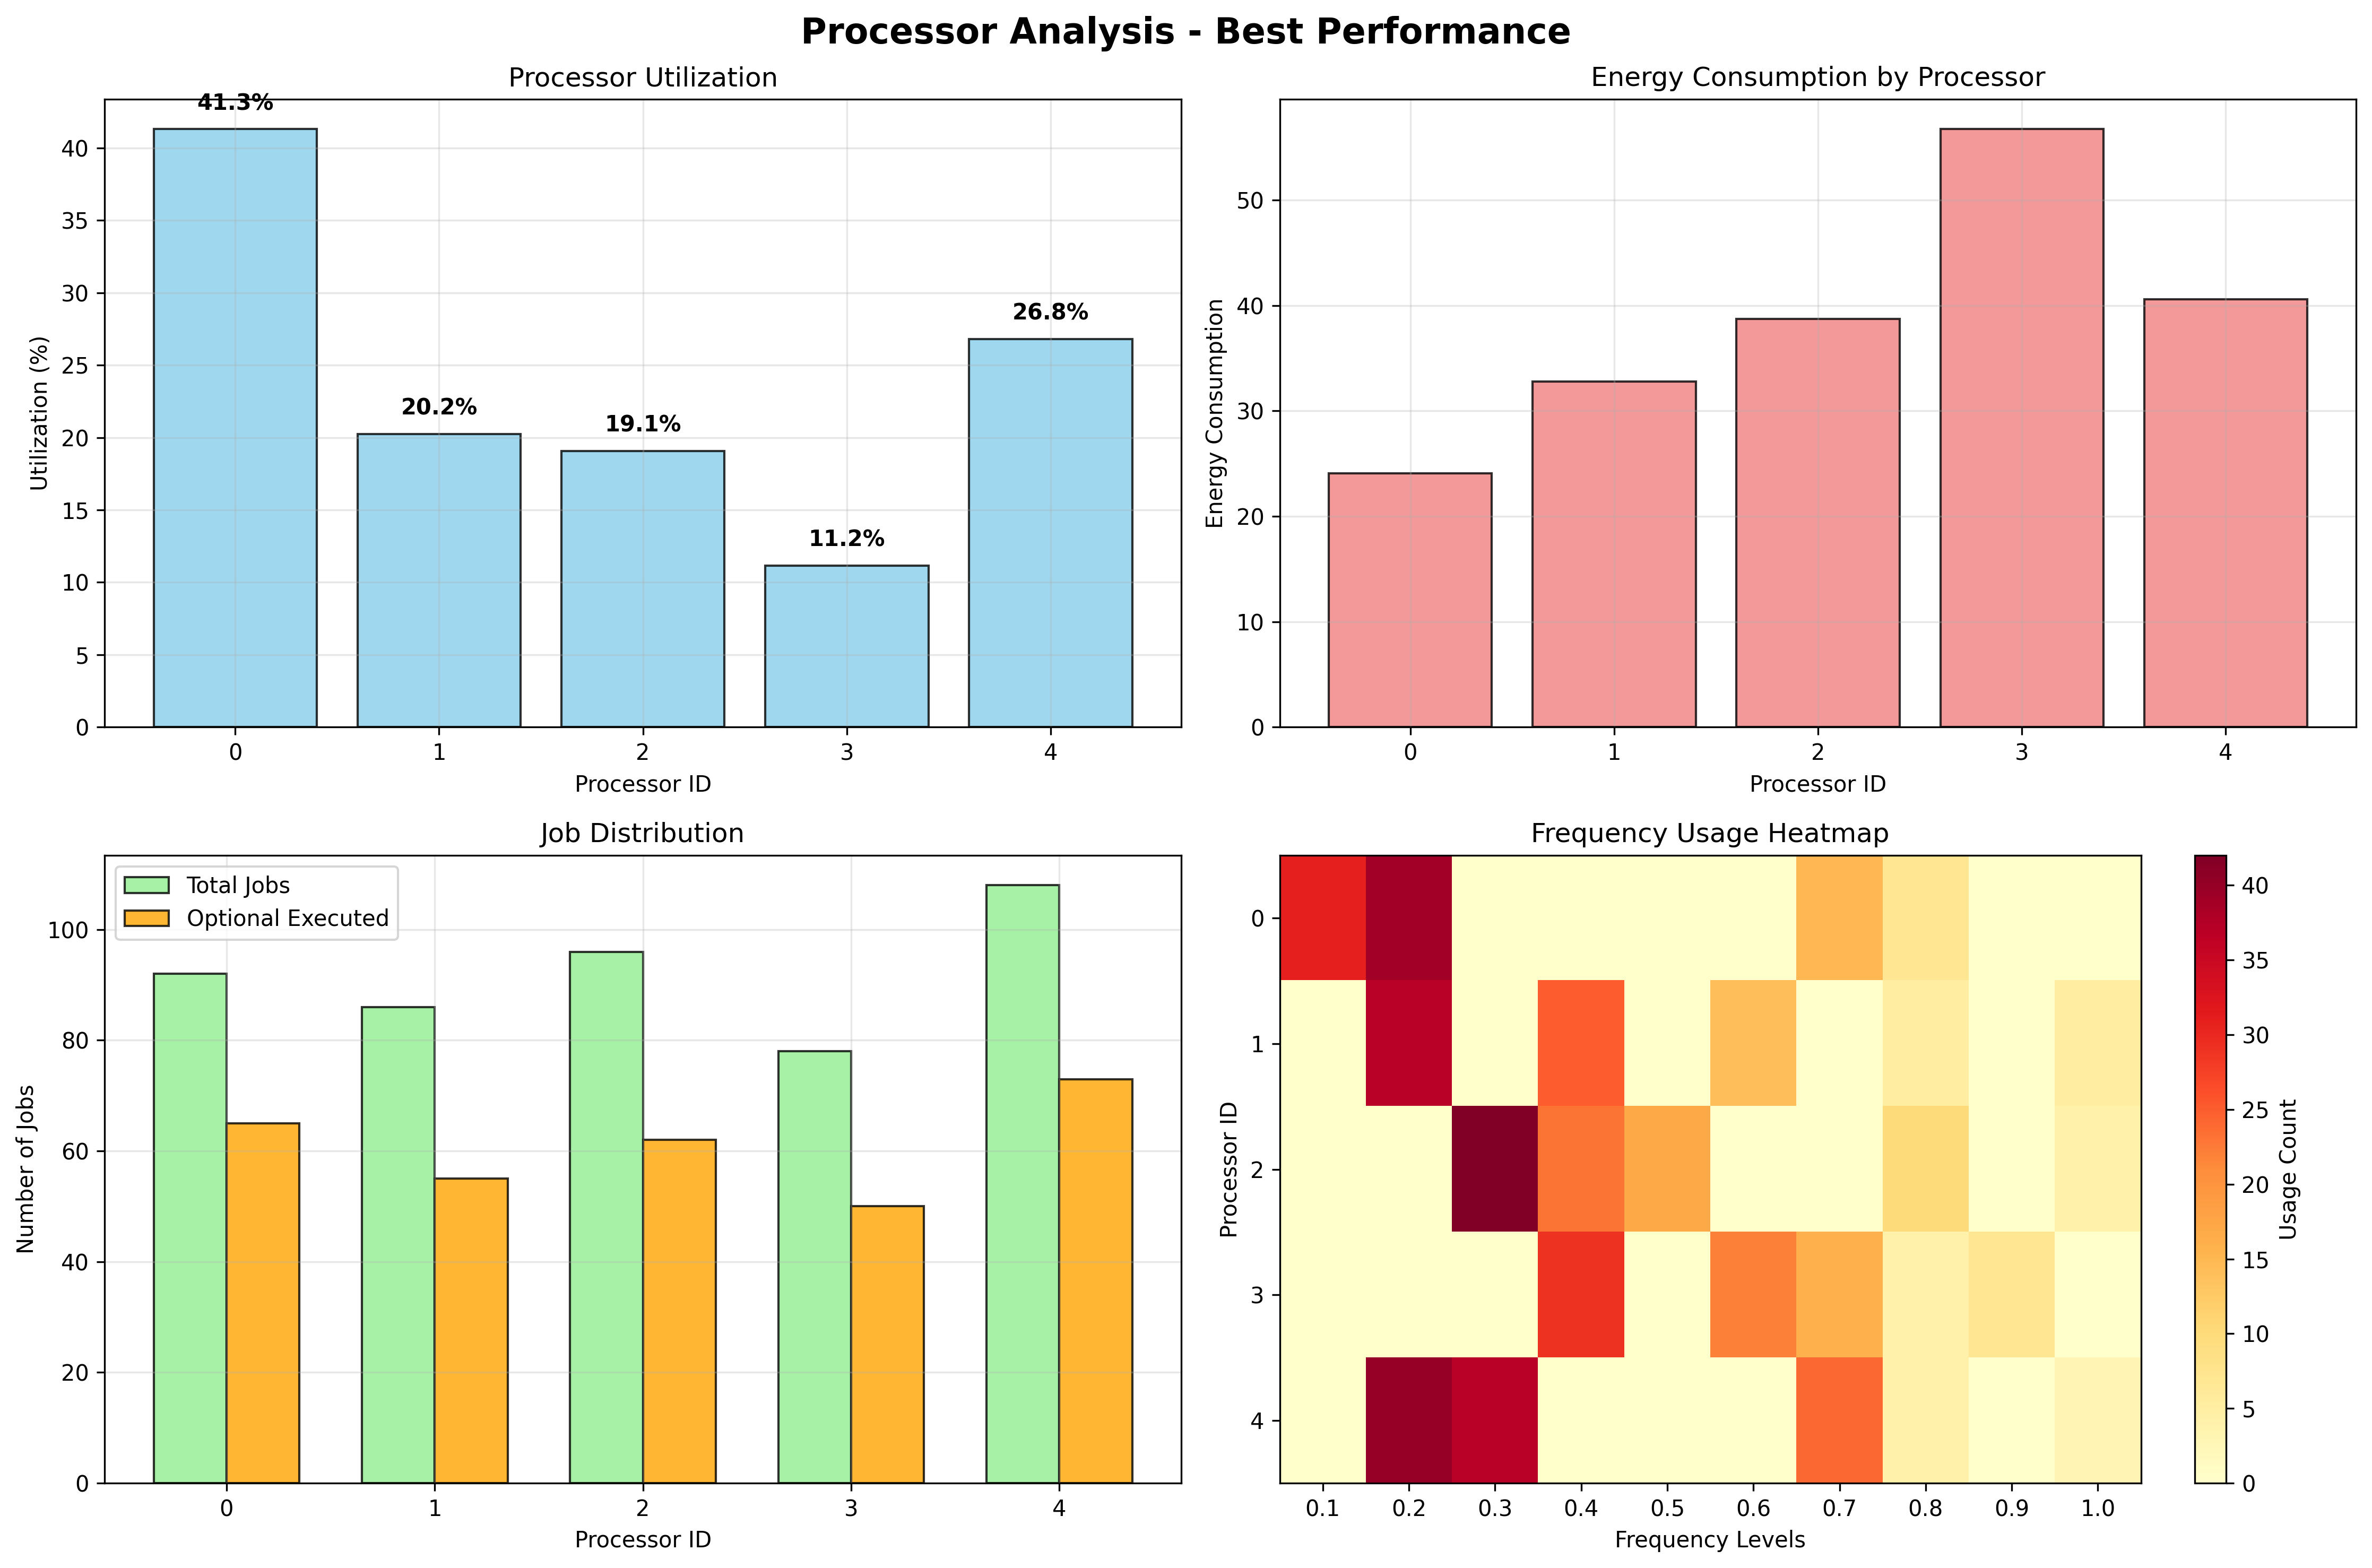 Processor Analysis - Best Performance
Processor Utilization
41.3%
20.2%
19.1%
11.2%
26.8%
Utilization (%)
40
35
30
25
20
15
10
5
0
0 1 2 3 4
Processor ID
Energy Consumption by Processor
Energy Consumption
50
40
30
20
10
0
0 1 2 3 4
Processor ID
Job Distribution
Total Jobs
Optional Executed
Number of Jobs
100
80
60
40
20
0
0 1 2 3 4
Processor ID
Frequency Usage Heatmap
Processor ID
0
1
2
3
4
0.1 0.2 0.3 0.4 0.5 0.6 0.7 0.8 0.9 1.0
Frequency Levels
40
35
30
25
20
15
10
5
0
Usage Count